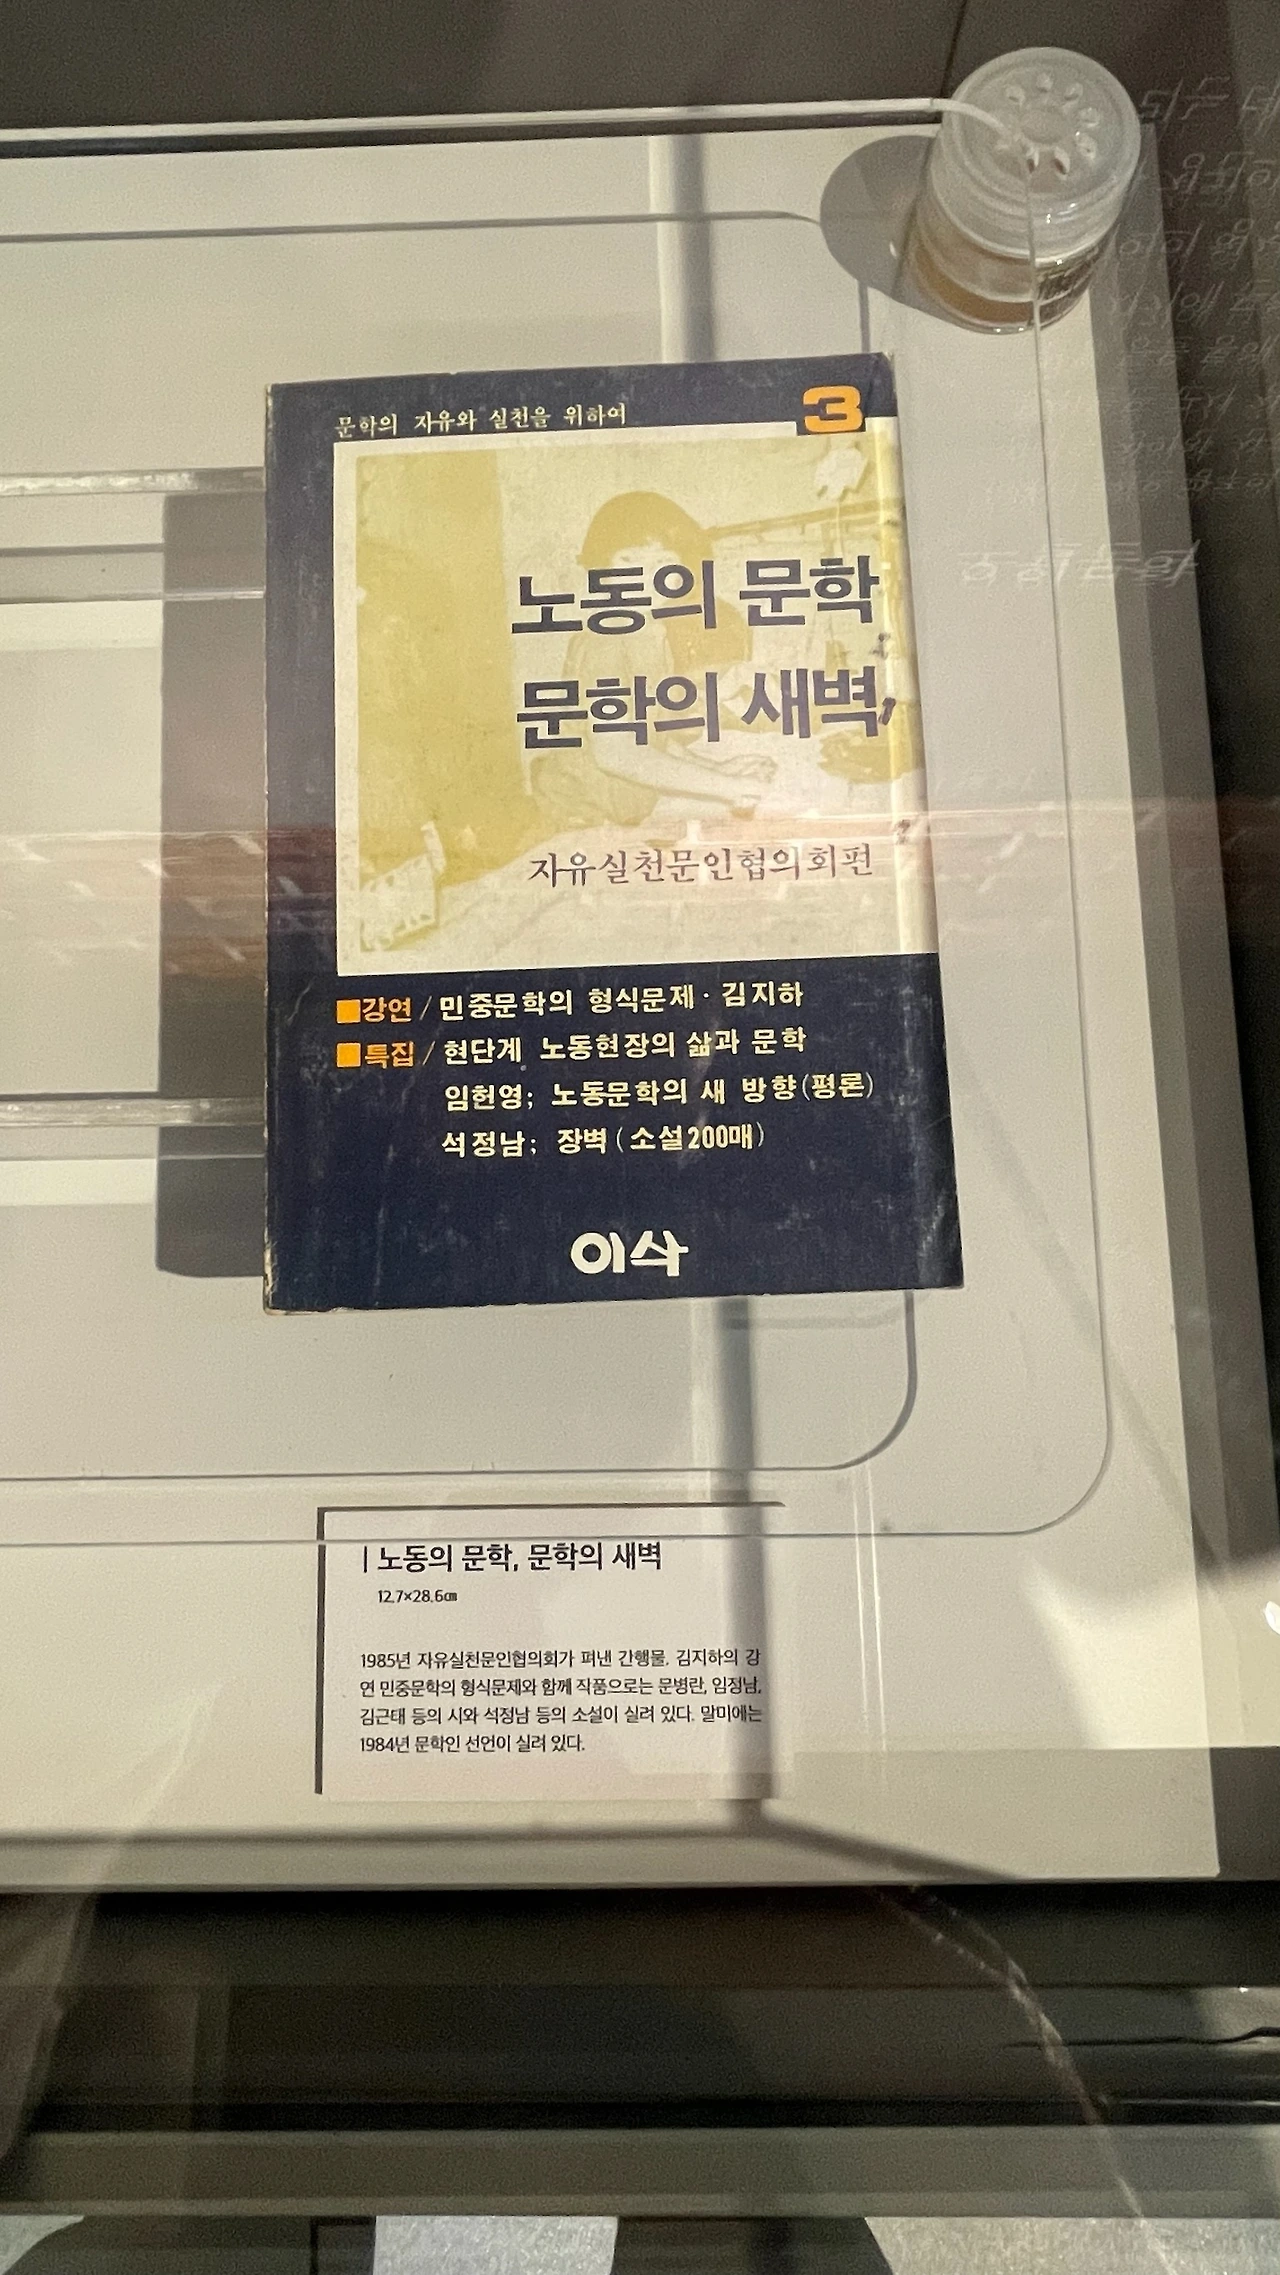 문학의 자유와 실천을 위하여
3
노동의 문학
문학의 새벽,
자유실천문인협의회편
■강연 / 민중문학의 형식문제·김지하
■특집 / 현단계 노동현장의 삶과 문학
임헌영; 노동문학의 새 방향(평론)
석정남; 장벽(소설200매)
이삭
| 노동의 문학, 문학의 새벽
12.7×28.6㎝
1985년 자유실천문인협의회가 펴낸 간행물. 김지하의 강
연 민중문학의 형식문제와 함께 작품으로는 문병란, 임정남,
김근태 등의 시와 석정남 등의 소설이 실려 있다. 말미에는
1984년 문학인 선언이 실려 있다.